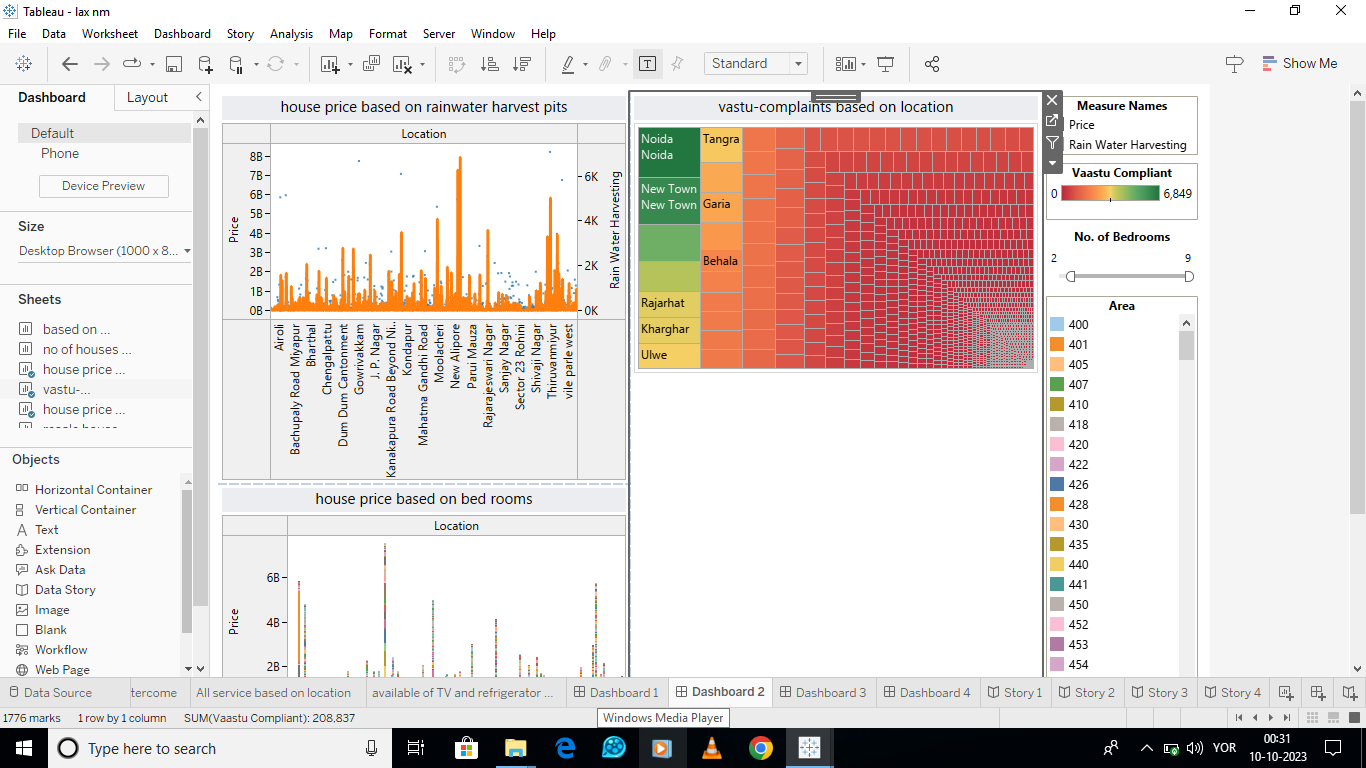 Tableau - lax nm
File Data Worksheet Dashboard Story Analysis Map Format Server Window Help
Standard
Show Me
Dashboard Layout
Default
Phone
Device Preview
Size
Desktop Browser (1000 x 8...
Sheets
based on ...
no of houses ...
house price ...
vastu-...
house price ...
Objects
Horizontal Container
Vertical Container
Text
Extension
Ask Data
Data Story
Image
Blank
Workflow
Web Page
house price based on rainwater harvest pits
Location
8B
7B
6B
5B
4B
3B
2B
1B
0B
Price
6K
4K
2K
0K
Rain Water Harvesting
Airoli
Bachupaly Road Miyapur
Bharthal
Chengalpattu
Dum Dum Cantonment
Gowrivakkam
J. P. Nagar
Kanakapura Road Beyond Ni..
Kondapur
Mahatma Gandhi Road
Moolacheri
New Alipore
Parui Mauza
Rajarajeswari Nagar
Sanjay Nagar
Sector 23 Rohini
Shivaji Nagar
Thiruvanmiyur
vile parle west
house price based on bed rooms
Location
6B
4B
2B
Price
vastu-complaints based on location
Noida
Noida
New Town
New Town
Rajarhat
Kharghar
Ulwe
Tangra
Garia
Behala
Measure Names
Price
Rain Water Harvesting
Vaastu Compliant
0 6,849
No. of Bedrooms
2 9
Area
400
401
405
407
410
418
420
422
426
428
430
435
440
441
450
452
453
454
Data Source tercome All service based on location available of TV and refrigerator ... Dashboard 1 Dashboard 2 Dashboard 3 Dashboard 4 Story 1 Story 2 Story 3 Story 4
1776 marks 1 row by 1 column SUM(Vaastu Compliant): 208,837
Windows Media Player
Type here to search
YOR
00:31
10-10-2023